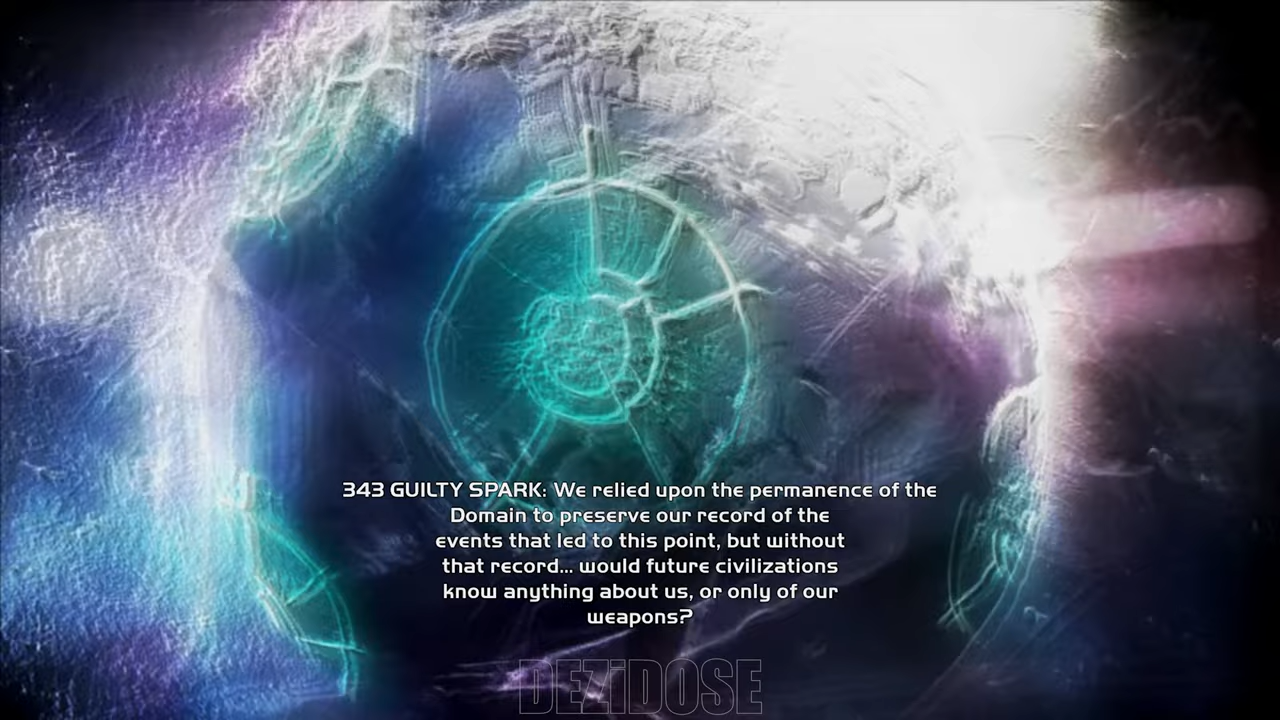 343 GUILTY SPARK: We relied upon the permanence of the
Domain to preserve our record of the
events that led to this point, but without
that record... would future civilizations
know anything about us, or only of our
weapons?
DEZiDOSE